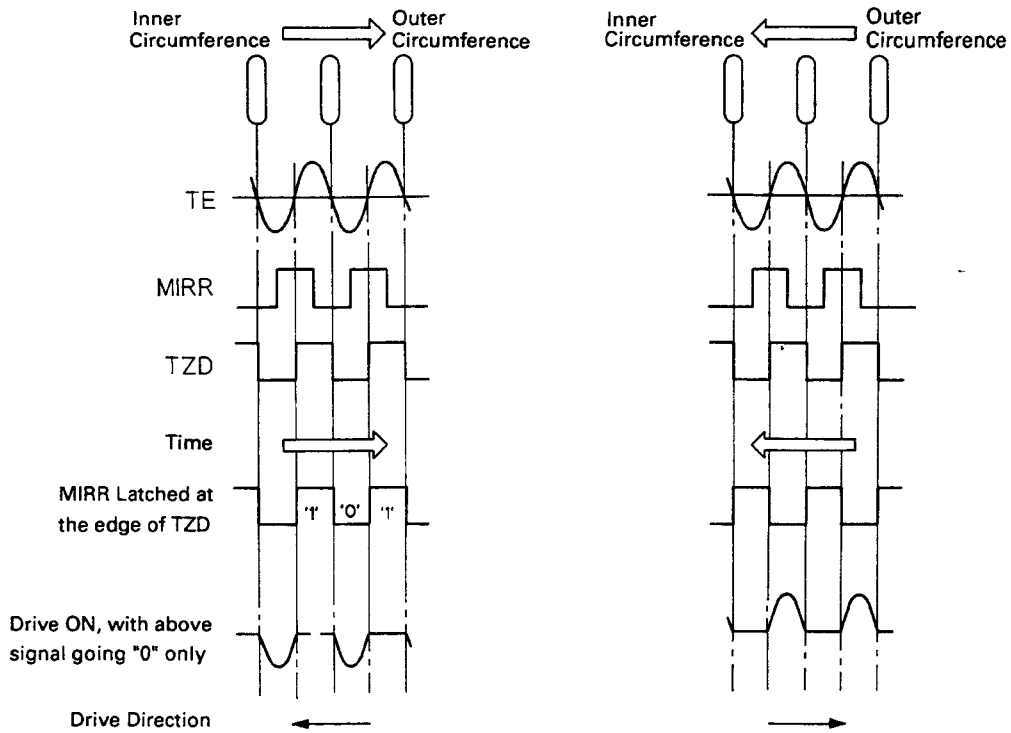 Inner
Circumference
Outer
Circumference
Inner
Circumference
Outer
Circumference
TE
MIRR
TZD
Time
MIRR Latched at
the edge of TZD
'1' '0' '1'
Drive ON, with above
signal going "0" only
Drive Direction